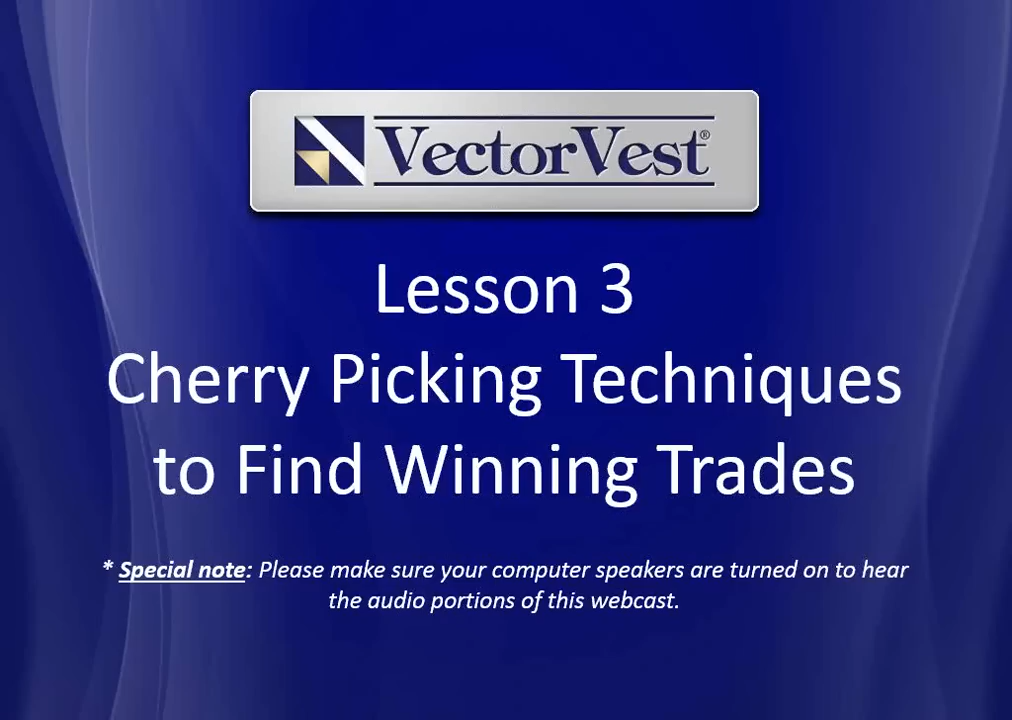 VectorVest®
Lesson 3
Cherry Picking Techniques
to Find Winning Trades
* Special note: Please make sure your computer speakers are turned on to hear
the audio portions of this webcast.